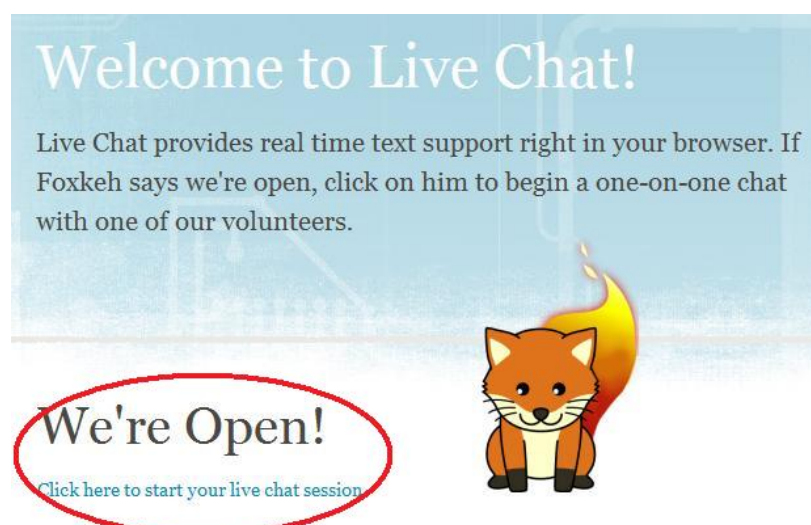 Welcome to Live Chat!
Live Chat provides real time text support right in your browser. If
Foxkeh says we're open, click on him to begin a one-on-one chat
with one of our volunteers.
We're Open!
Click here to start your live chat session